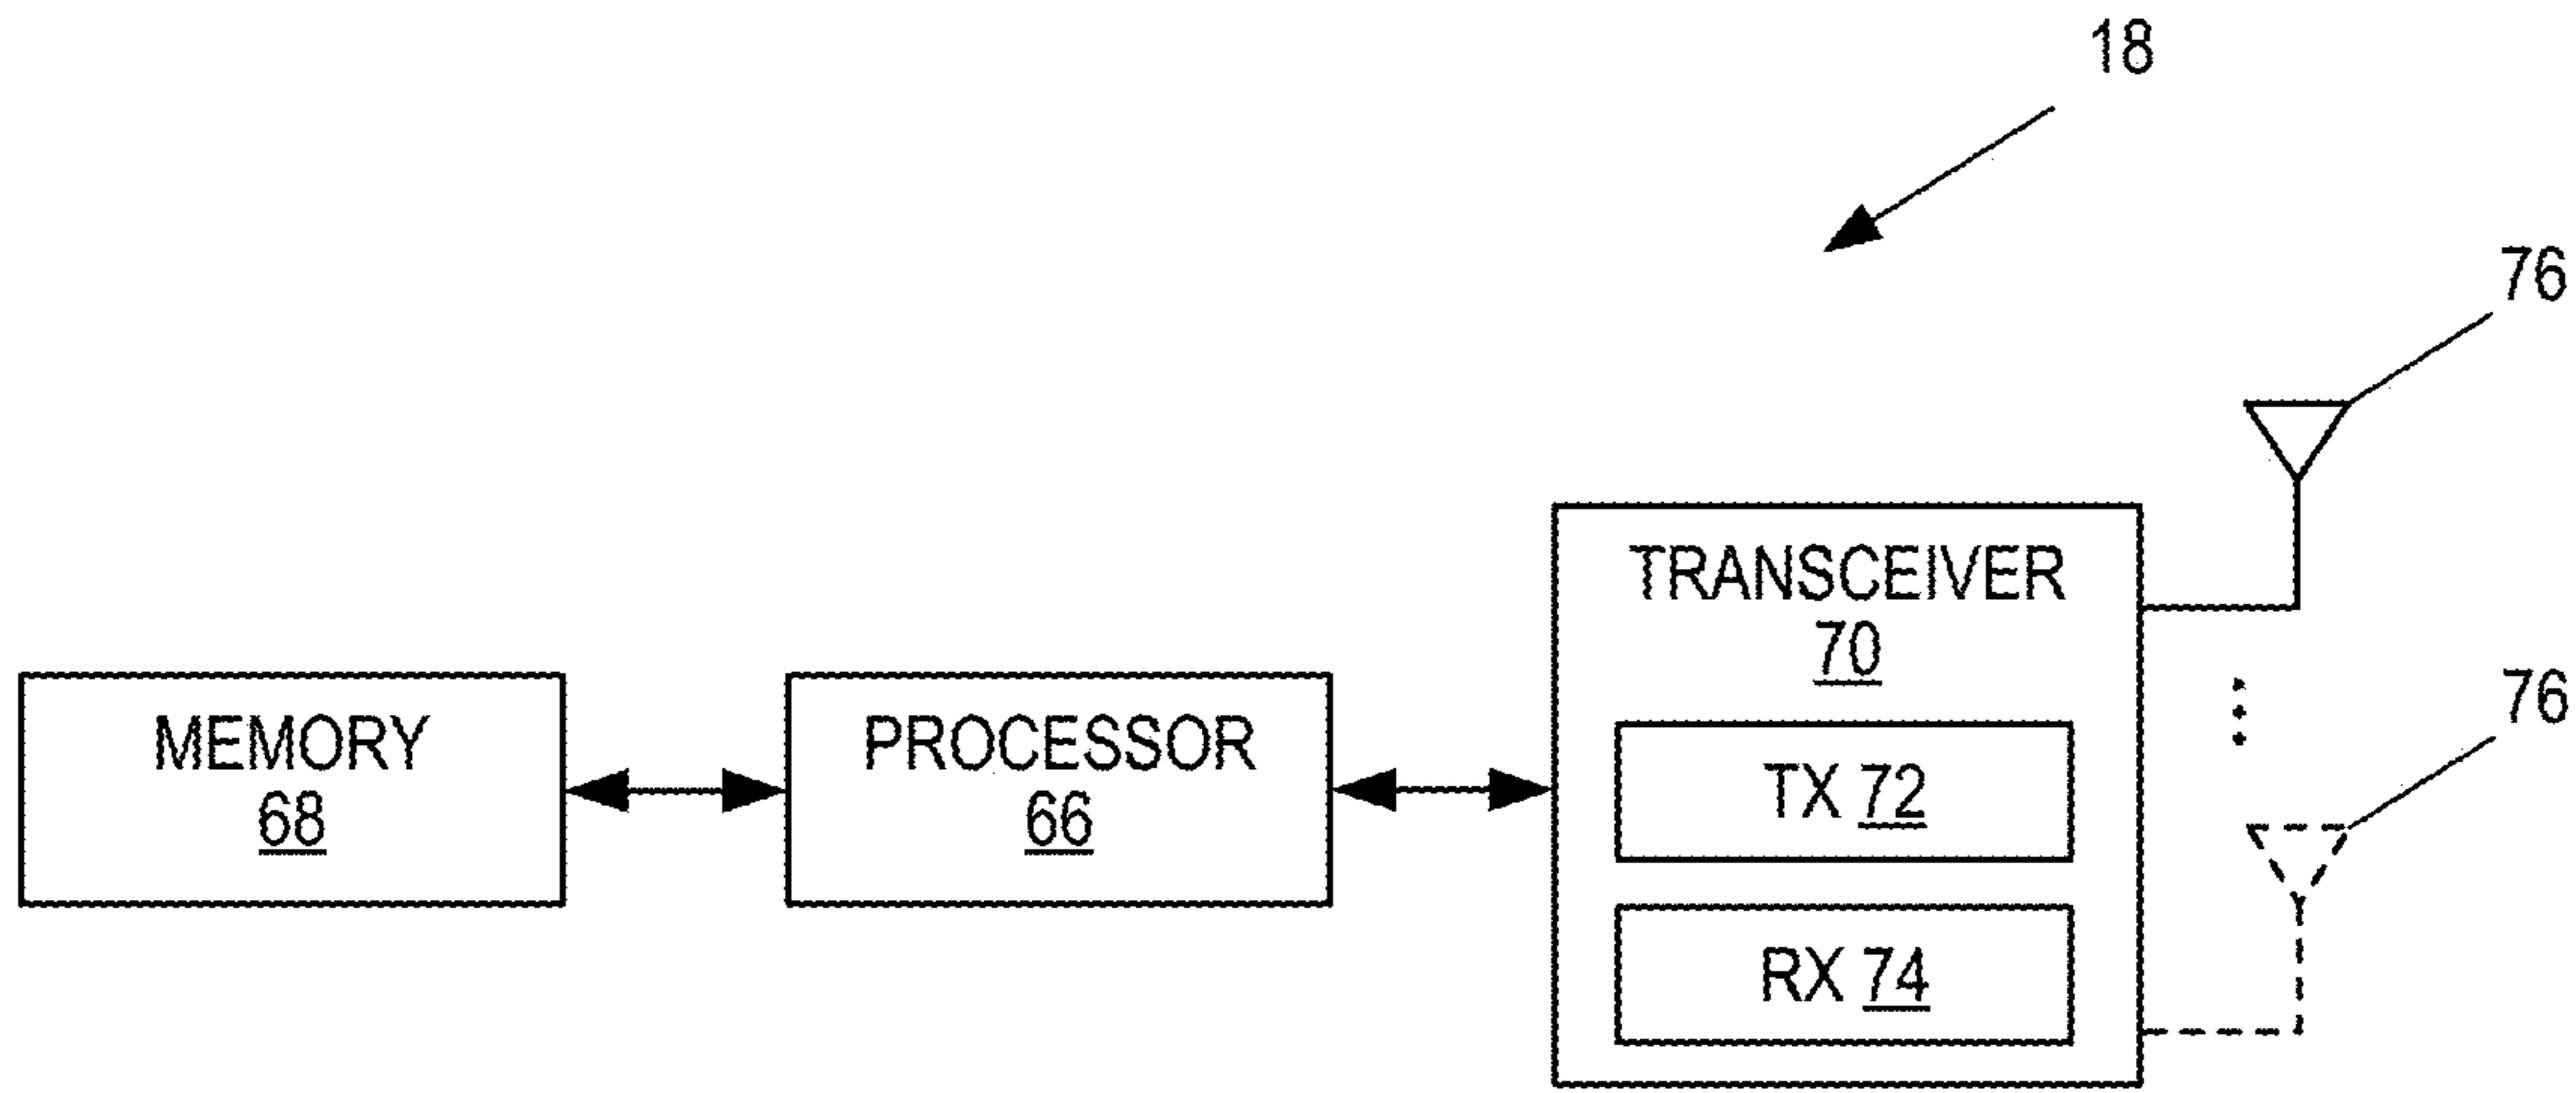 18
76
TRANSCEIVER
70
76
MEMORY
68
PROCESSOR
66
TX 72
RX 74